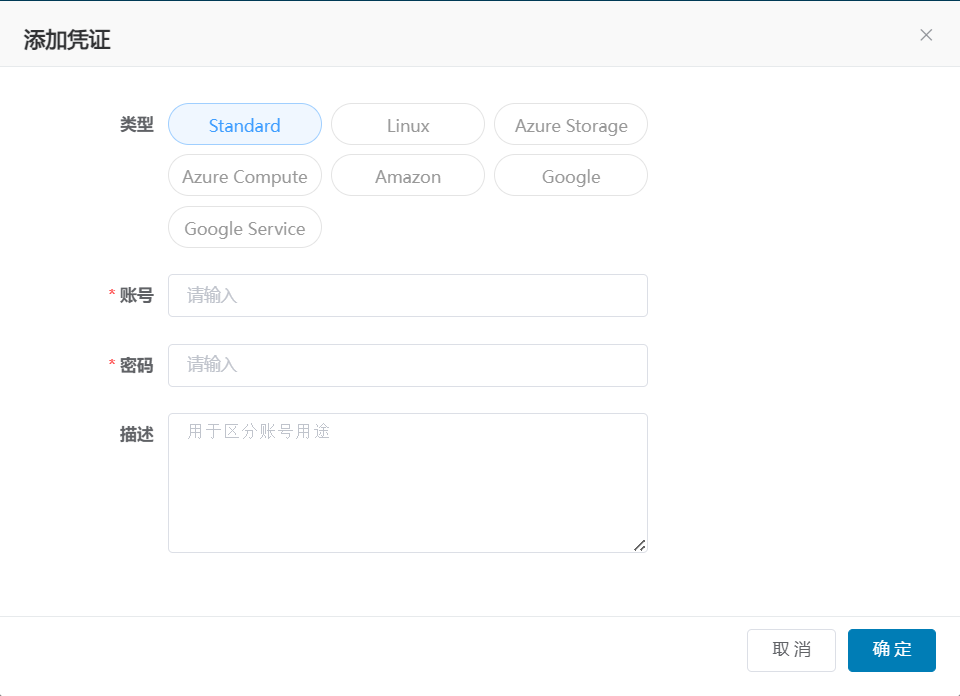 添加凭证
类型
Standard
Linux
Azure Storage
Azure Compute
Amazon
Google
Google Service
* 账号
请输入
* 密码
请输入
描述
用于区分账号用途
取消
确定